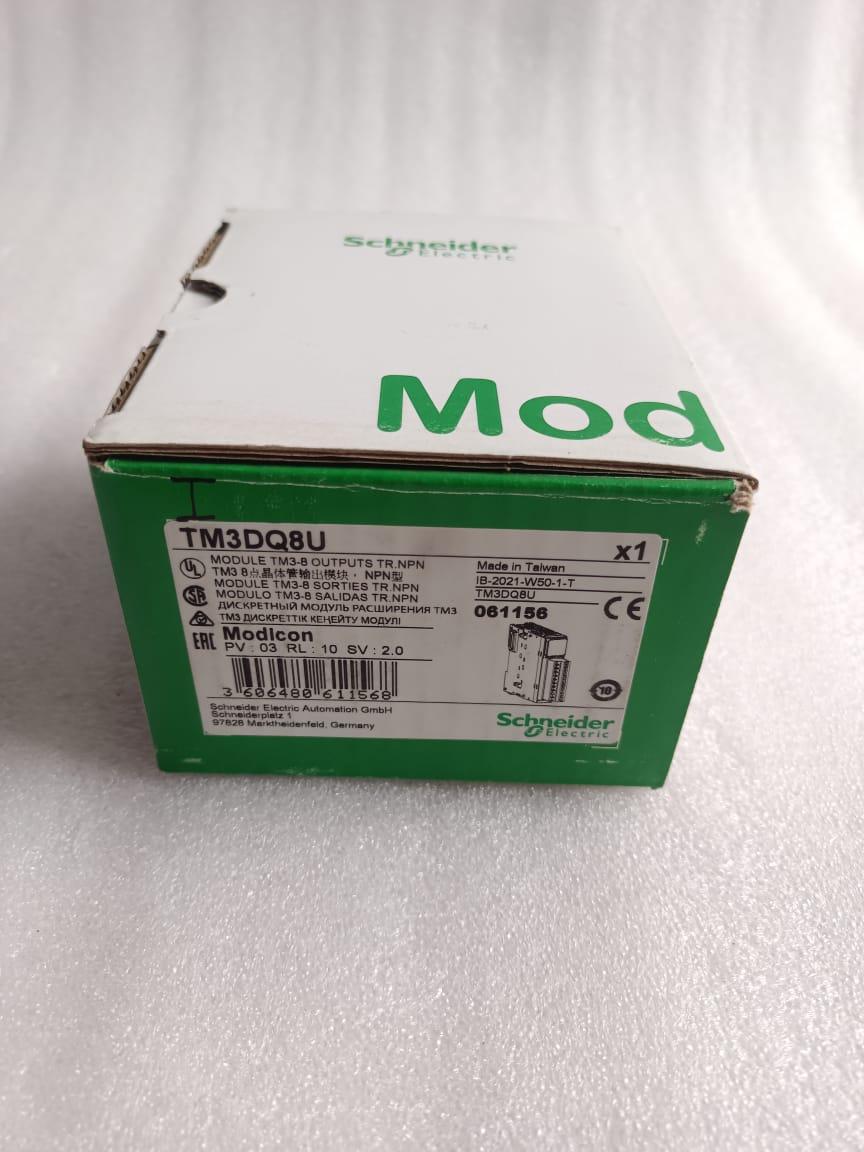 Schneider
Electric
Mod
TM3DQ8U
x1
MODULE TM3-8 OUTPUTS TR.NPN
TM3 8点晶体管输出模块，NPN型
MODULE TM3-8 SORTIES TR.NPN
MODULO TM3-8 SALIDAS TR.NPN
ДИСКРЕТНЫЙ МОДУЛЬ РАСШИРЕНИЯ TM3
TM3 ДИСКРЕТТІК КЕҢЕЙТУ МОДУЛІ
Made in Taiwan
IB-2021-W50-1-T
TM3DQ8U
061156
CE
UL
EAC
Modicon
PV : 03 RL : 10 SV : 2.0
3 606480 611568
10
Schneider Electric Automation GmbH
Schneiderplatz 1
97828 Marktheidenfeld, Germany
Schneider
Electric